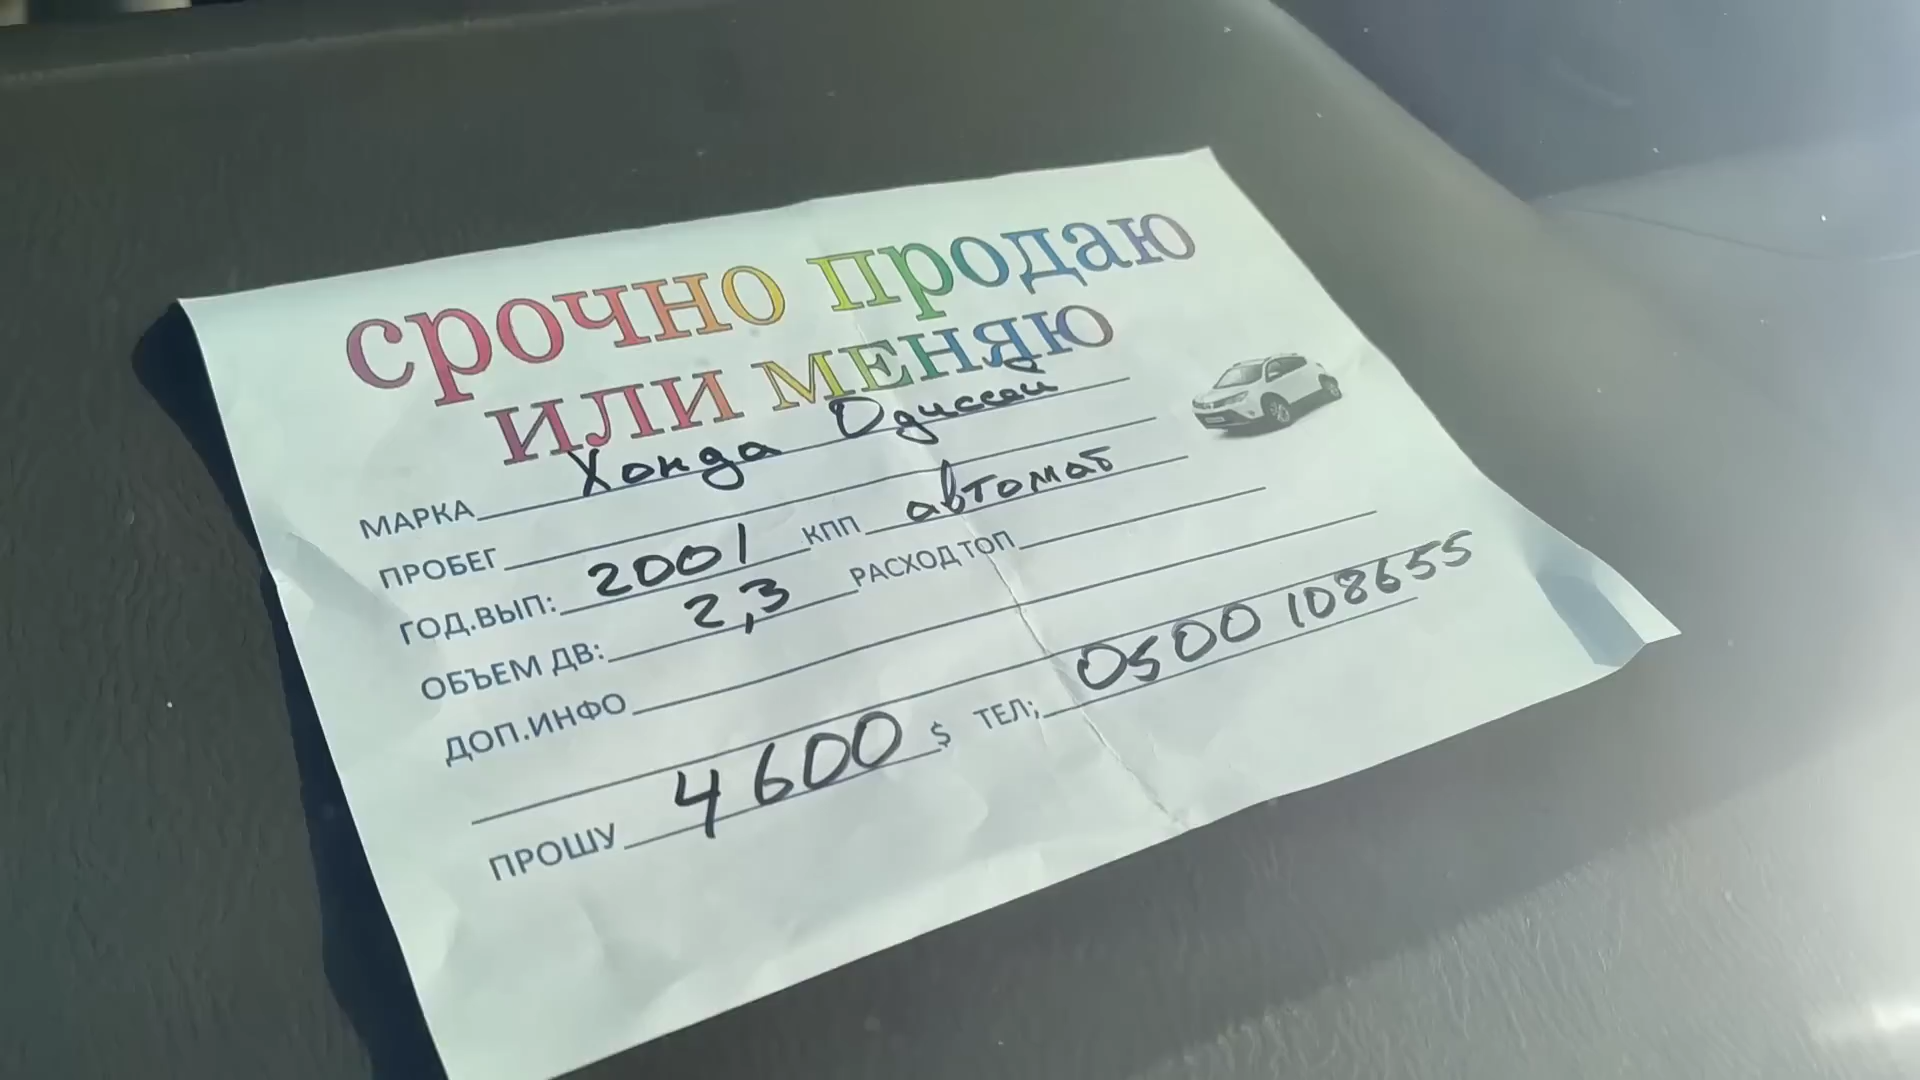 срочно продаю
или меняю
МАРКА Хонда Одиссей
ПРОБЕГ
ГОД.ВЫП: 2001 КПП автомат
ОБЪЕМ ДВ: 2,3 РАСХОД ТОП
ДОП.ИНФО
ПРОШУ 4600 $ ТЕЛ; 0500 108655